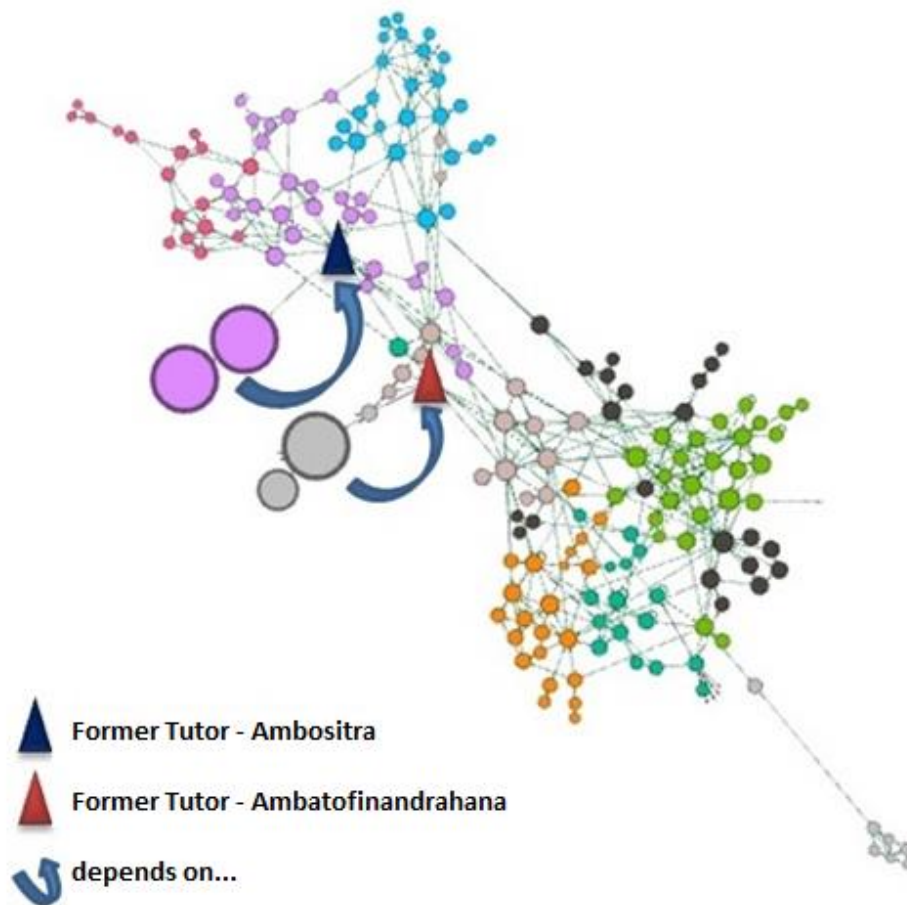 Former Tutor - Ambositra
Former Tutor - Ambatofinandrahana
depends on...